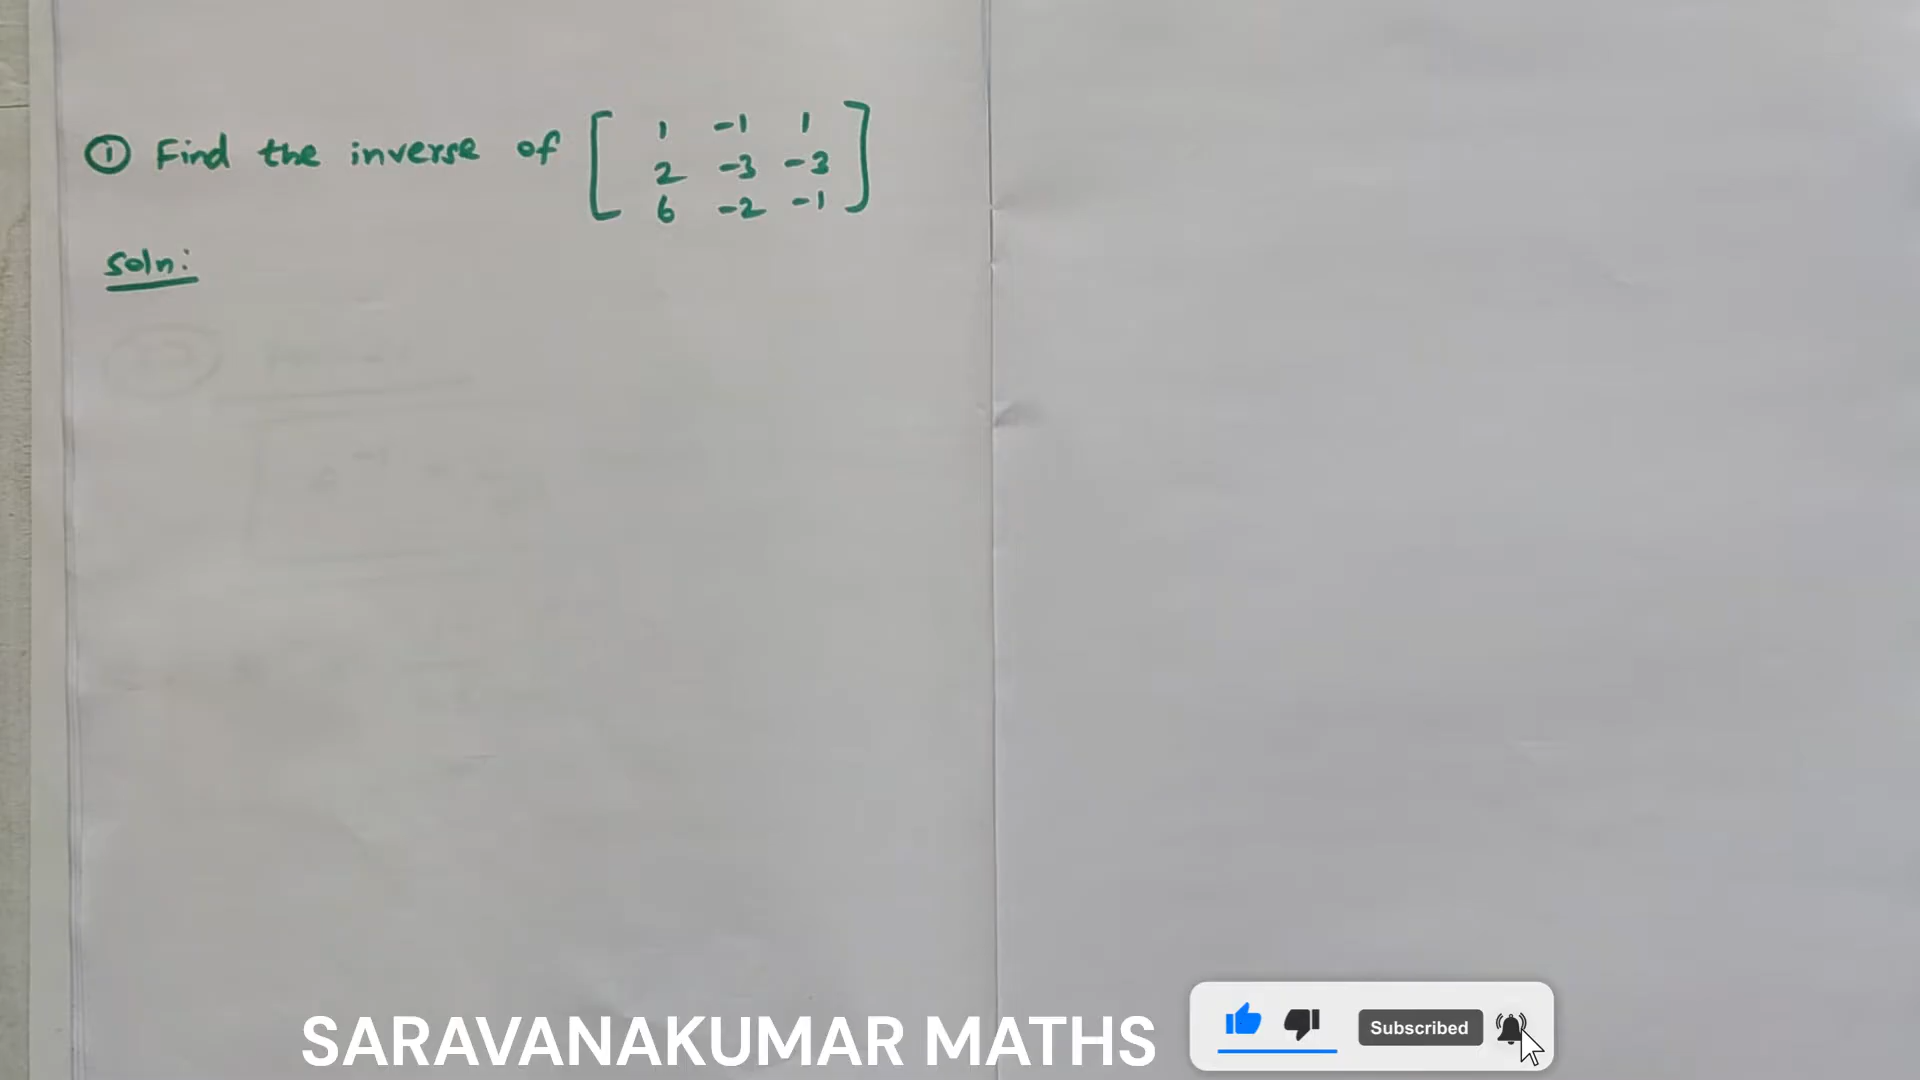 ① Find the inverse of [ 1 -1 1
2 -3 -3
6 -2 -1 ]
Soln:
SARAVANAKUMAR MATHS
Subscribed